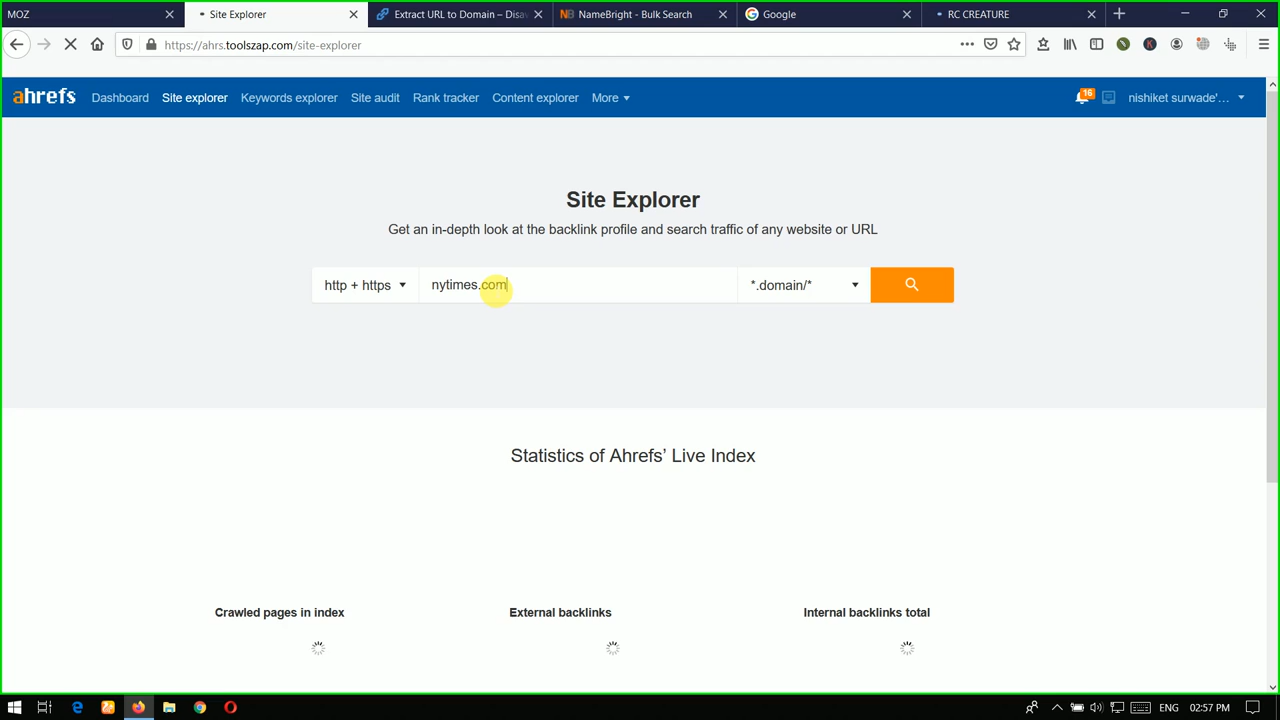 MOZ
Site Explorer
Extract URL to Domain – Disav
NB NameBright - Bulk Search
Google
RC CREATURE
https://ahrs.toolszap.com/site-explorer
ahrefs
Dashboard
Site explorer
Keywords explorer
Site audit
Rank tracker
Content explorer
More
16
nishiket surwade'...
Site Explorer
Get an in-depth look at the backlink profile and search traffic of any website or URL
http + https
nytimes.com
*.domain/*
Statistics of Ahrefs’ Live Index
Crawled pages in index
External backlinks
Internal backlinks total
ENG
02:57 PM